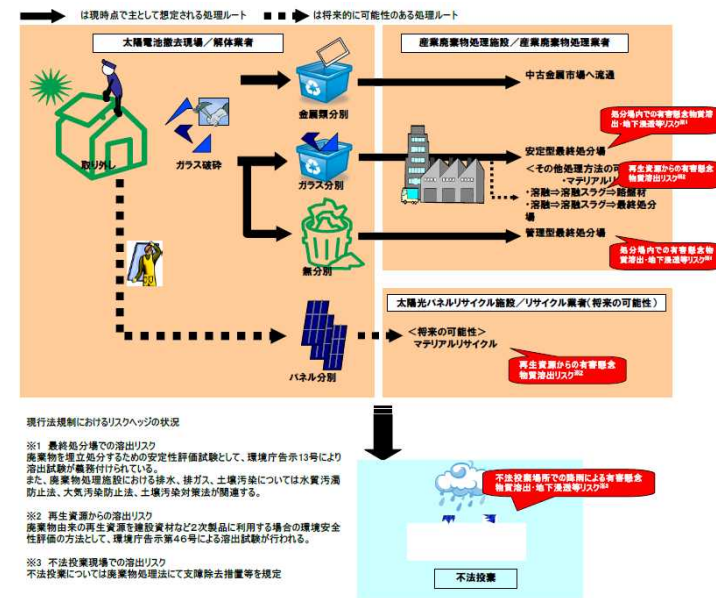 は現時点で主として想定される処理ルート
は将来的に可能性のある処理ルート
太陽電池撤去現場／解体業者
産業廃棄物処理施設／産業廃棄物処理業者
取り外し
ガラス破砕
金属類分別
ガラス分別
無分別
パネル分別
中古金属市場へ流通
処分場内での有害懸念物質溶
出・地下浸透等リスク※1
安定型最終処分場
＜その他処理方法の可
・マテリアルリ
・溶融⇒溶融スラグ⇒路盤材
・溶融⇒溶融スラグ⇒最終処分
場
再生資源からの有害懸念
物質溶出リスク※2
管理型最終処分場
処分場内での有害懸念物
質溶出・地下浸透等リスク※1
太陽光パネルリサイクル施設／リサイクル業者（将来の可能性）
＜将来の可能性＞
マテリアルリサイクル
再生資源からの有害懸念
物質溶出リスク※2
現行法規制におけるリスクヘッジの状況
※1 最終処分場での溶出リスク
廃棄物を埋立処分するための安定性評価試験として、環境庁告示13号により
溶出試験が義務付けられている。
また、廃棄物処理施設における排水、排ガス、土壌汚染については水質汚濁
防止法、大気汚染防止法、土壌汚染対策法が関連する。
※2 再生資源からの溶出リスク
廃棄物由来の再生資源を建設資材など2次製品に利用する場合の環境安全
性評価の方法として、環境庁告示第46号による溶出試験が行われる。
※3 不法投棄現場での溶出リスク
不法投棄については廃棄物処理法にて支障除去措置等を規定
不法投棄場所での降雨による有害懸念
物質溶出・地下浸透等リスク※3
不法投棄